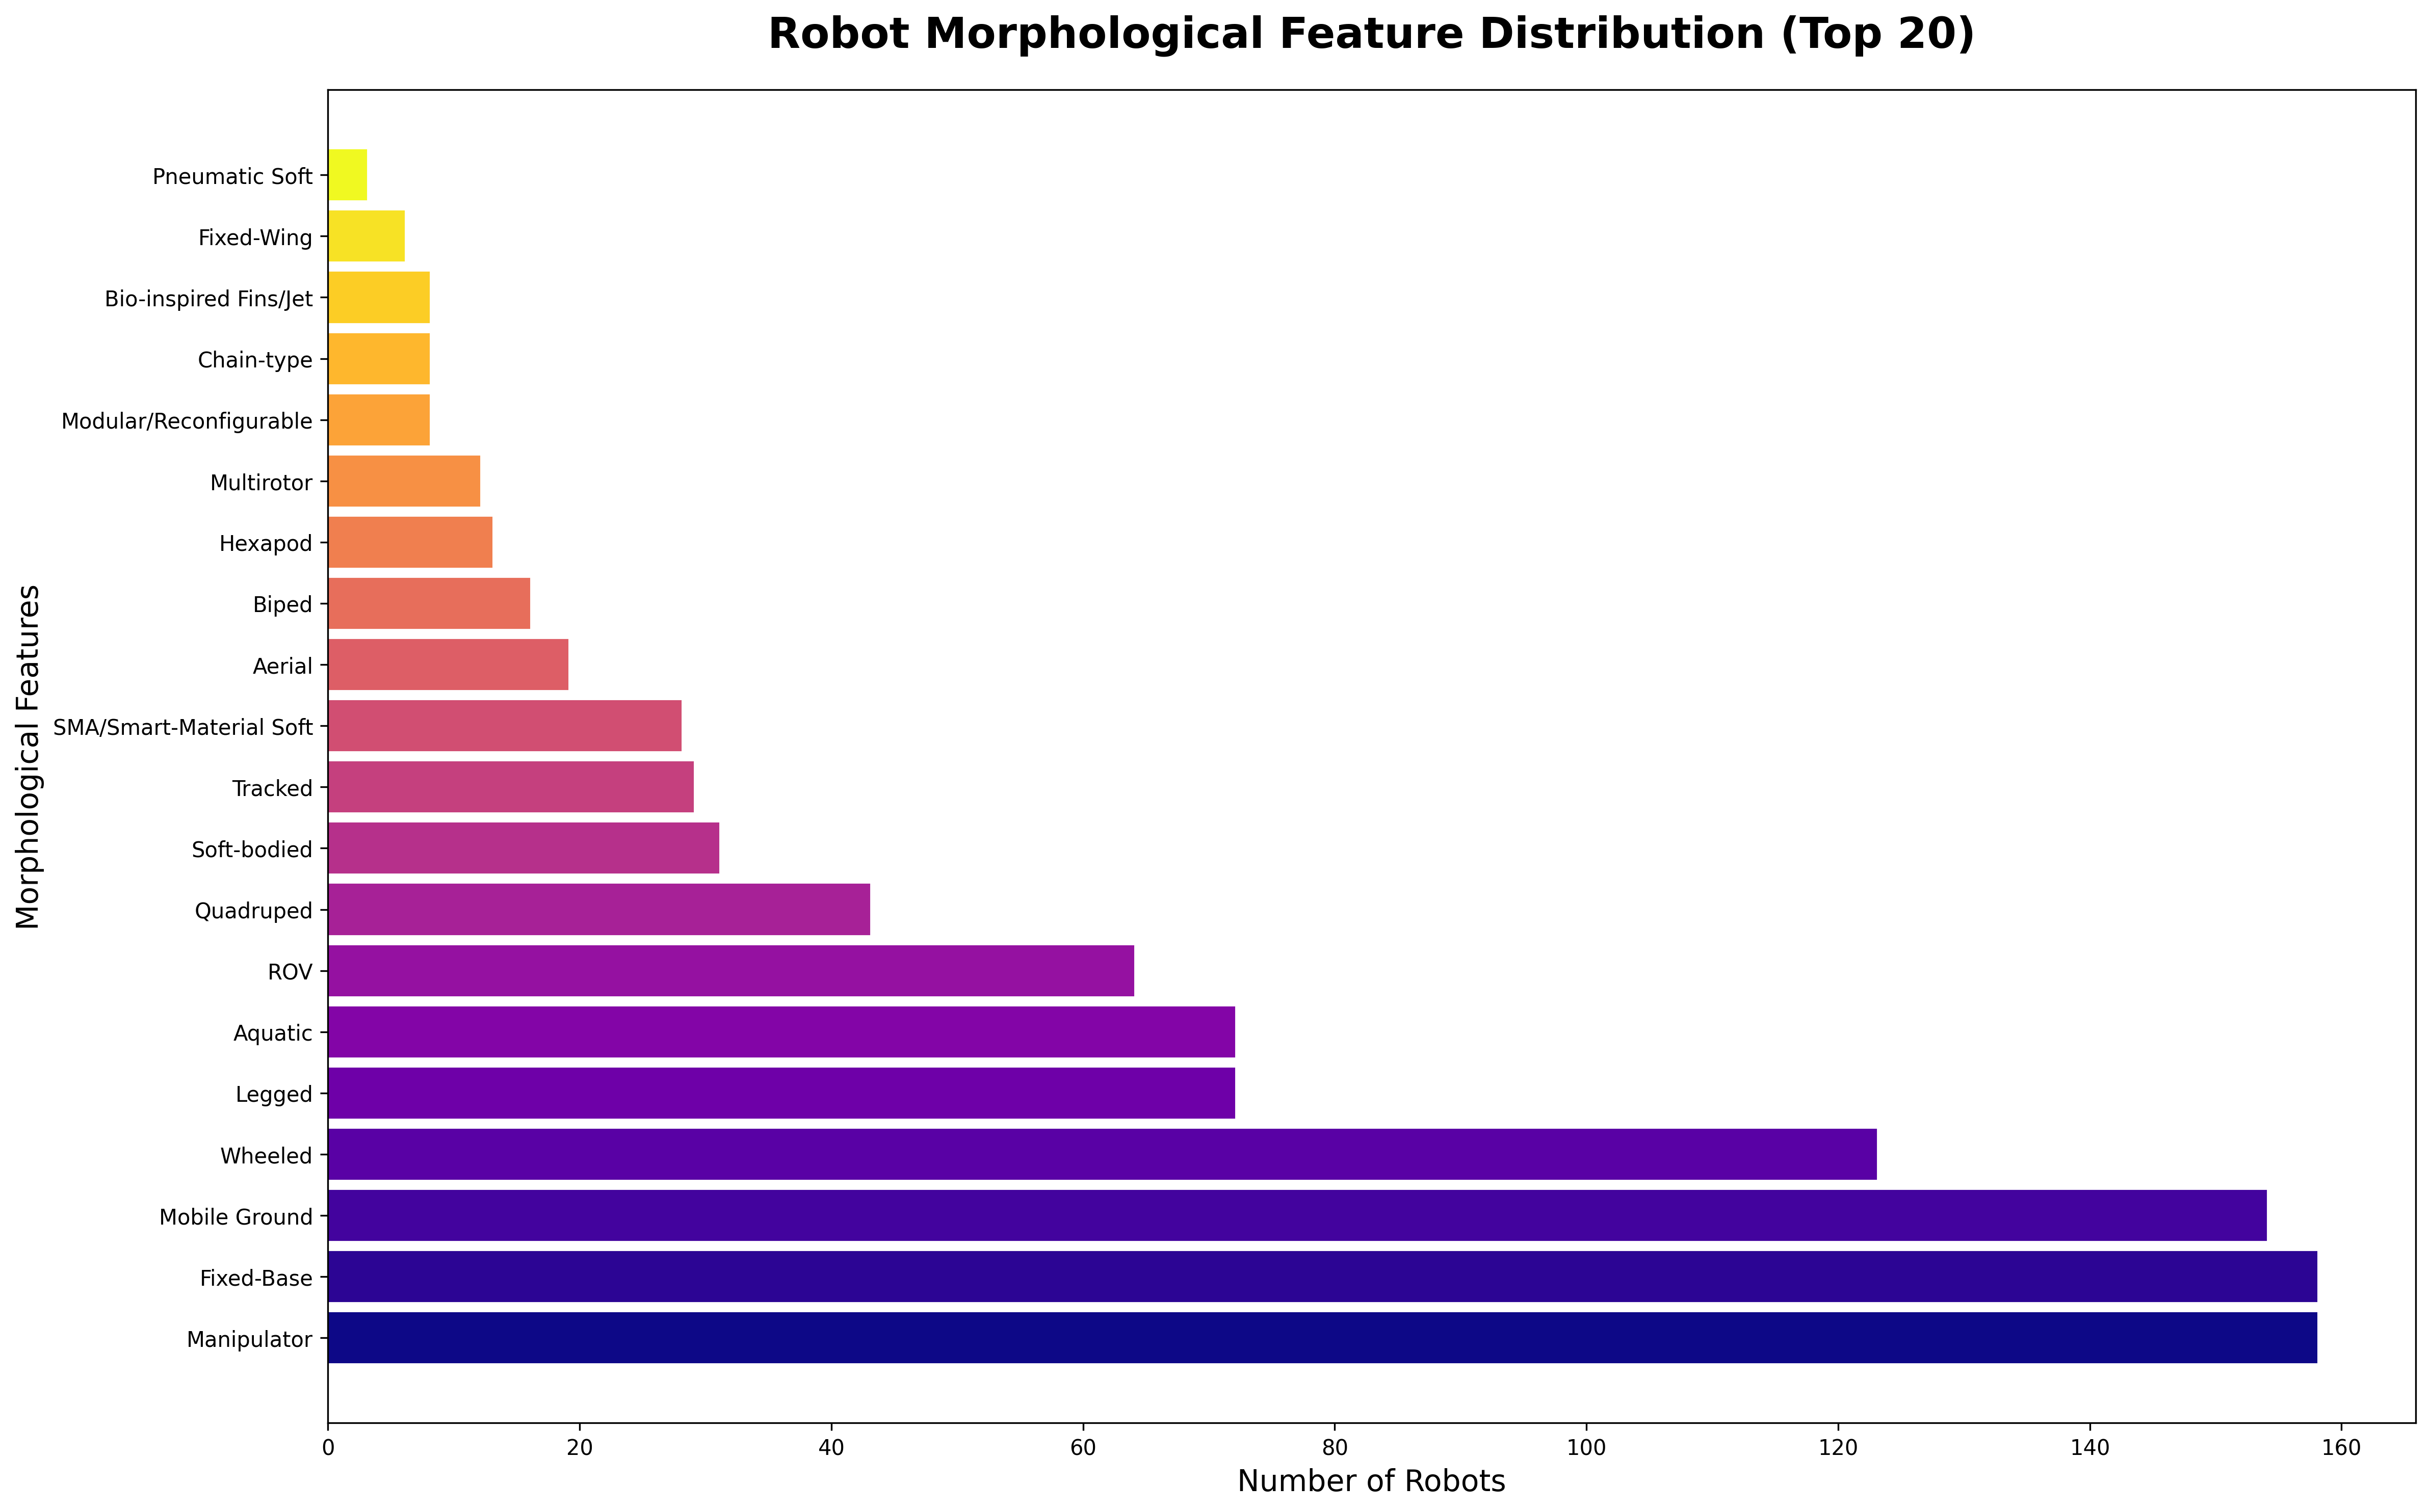 Robot Morphological Feature Distribution (Top 20)
Morphological Features
Pneumatic Soft
Fixed-Wing
Bio-inspired Fins/Jet
Chain-type
Modular/Reconfigurable
Multirotor
Hexapod
Biped
Aerial
SMA/Smart-Material Soft
Tracked
Soft-bodied
Quadruped
ROV
Aquatic
Legged
Wheeled
Mobile Ground
Fixed-Base
Manipulator
0 20 40 60 80 100 120 140 160
Number of Robots